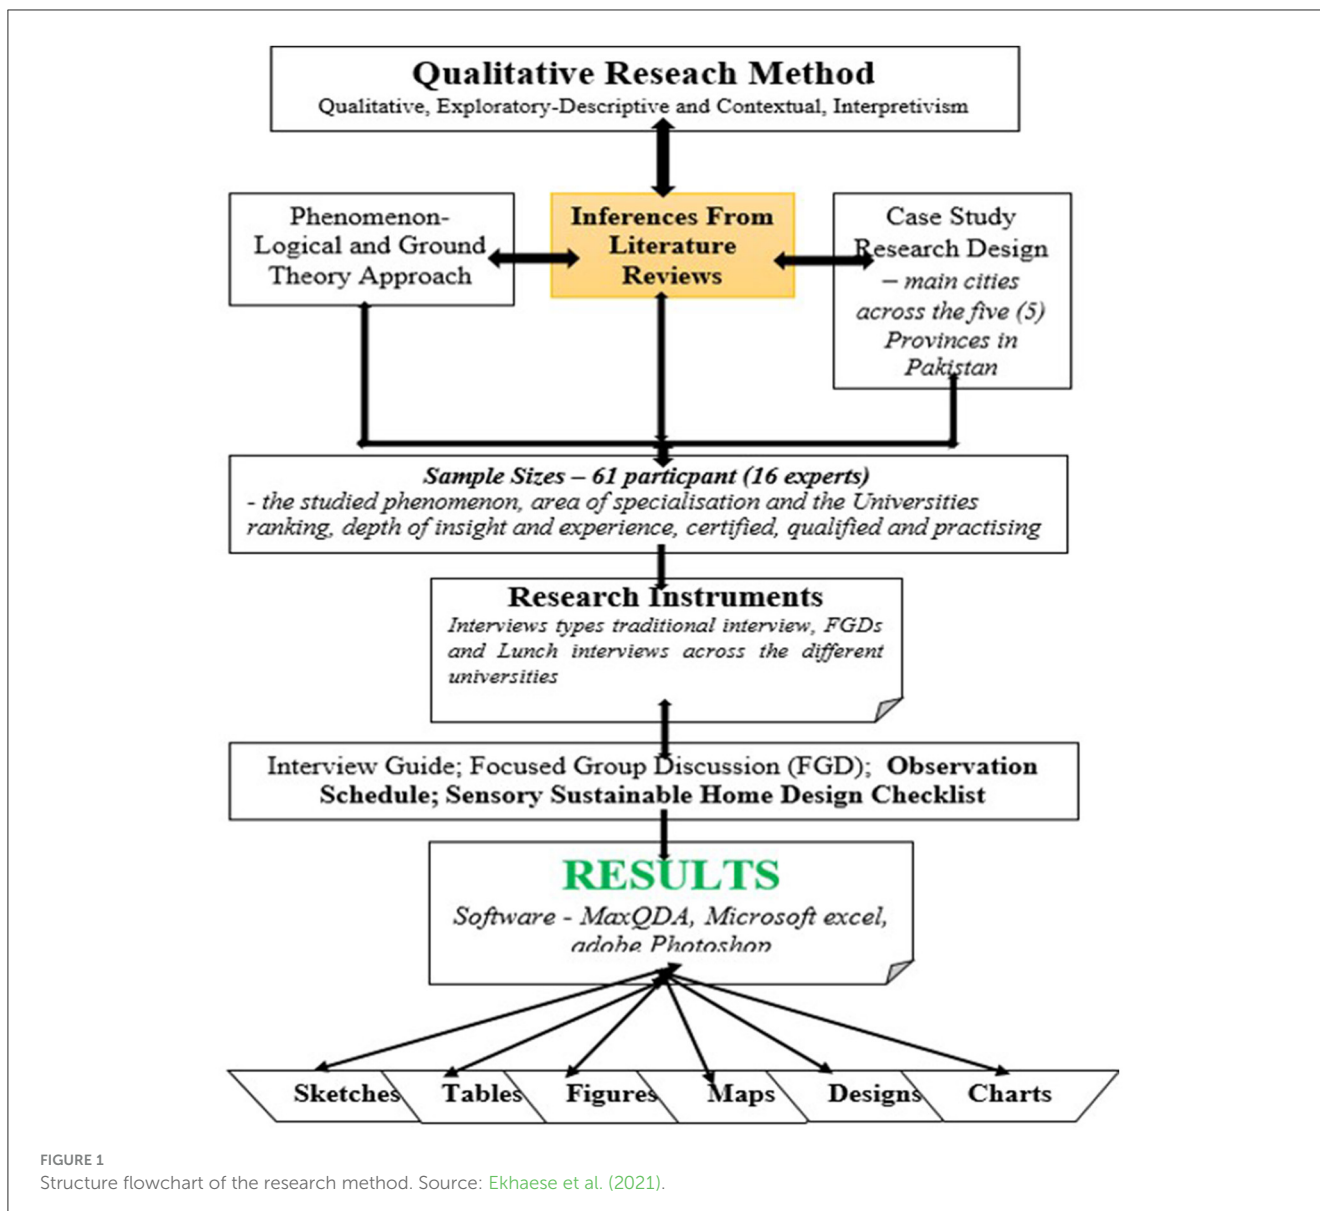 Qualitative Reseach Method
Qualitative, Exploratory-Descriptive and Contextual, Interpretivism
Phenomenon-
Logical and Ground
Theory Approach
Inferences From
Literature
Reviews
Case Study
Research Design
– main cities
across the five (5)
Provinces in
Pakistan
Sample Sizes – 61 particpant (16 experts)
- the studied phenomenon, area of specialisation and the Universities
ranking, depth of insight and experience, certified, qualified and practising
Research Instruments
Interviews types traditional interview, FGDs
and Lunch interviews across the different
universities
Interview Guide; Focused Group Discussion (FGD); Observation
Schedule; Sensory Sustainable Home Design Checklist
RESULTS
Software - MaxQDA, Microsoft excel,
adobe Photoshop
Sketches Tables Figures Maps Designs Charts
FIGURE 1
Structure flowchart of the research method. Source: Ekhaese et al. (2021).